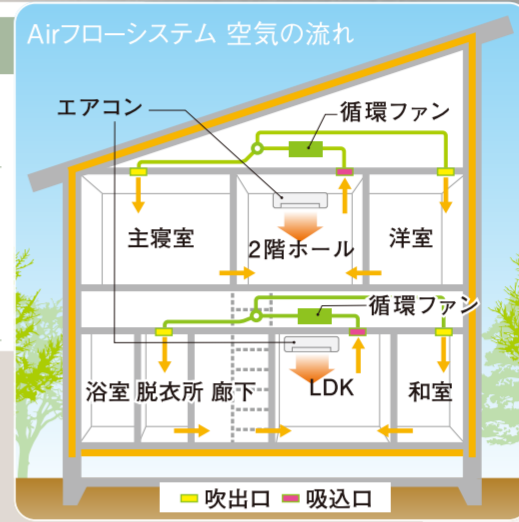 Airフローシステム 空気の流れ
エアコン
循環ファン
主寝室
2階ホール
洋室
循環ファン
浴室
脱衣所
廊下
LDK
和室
吹出口
吸込口